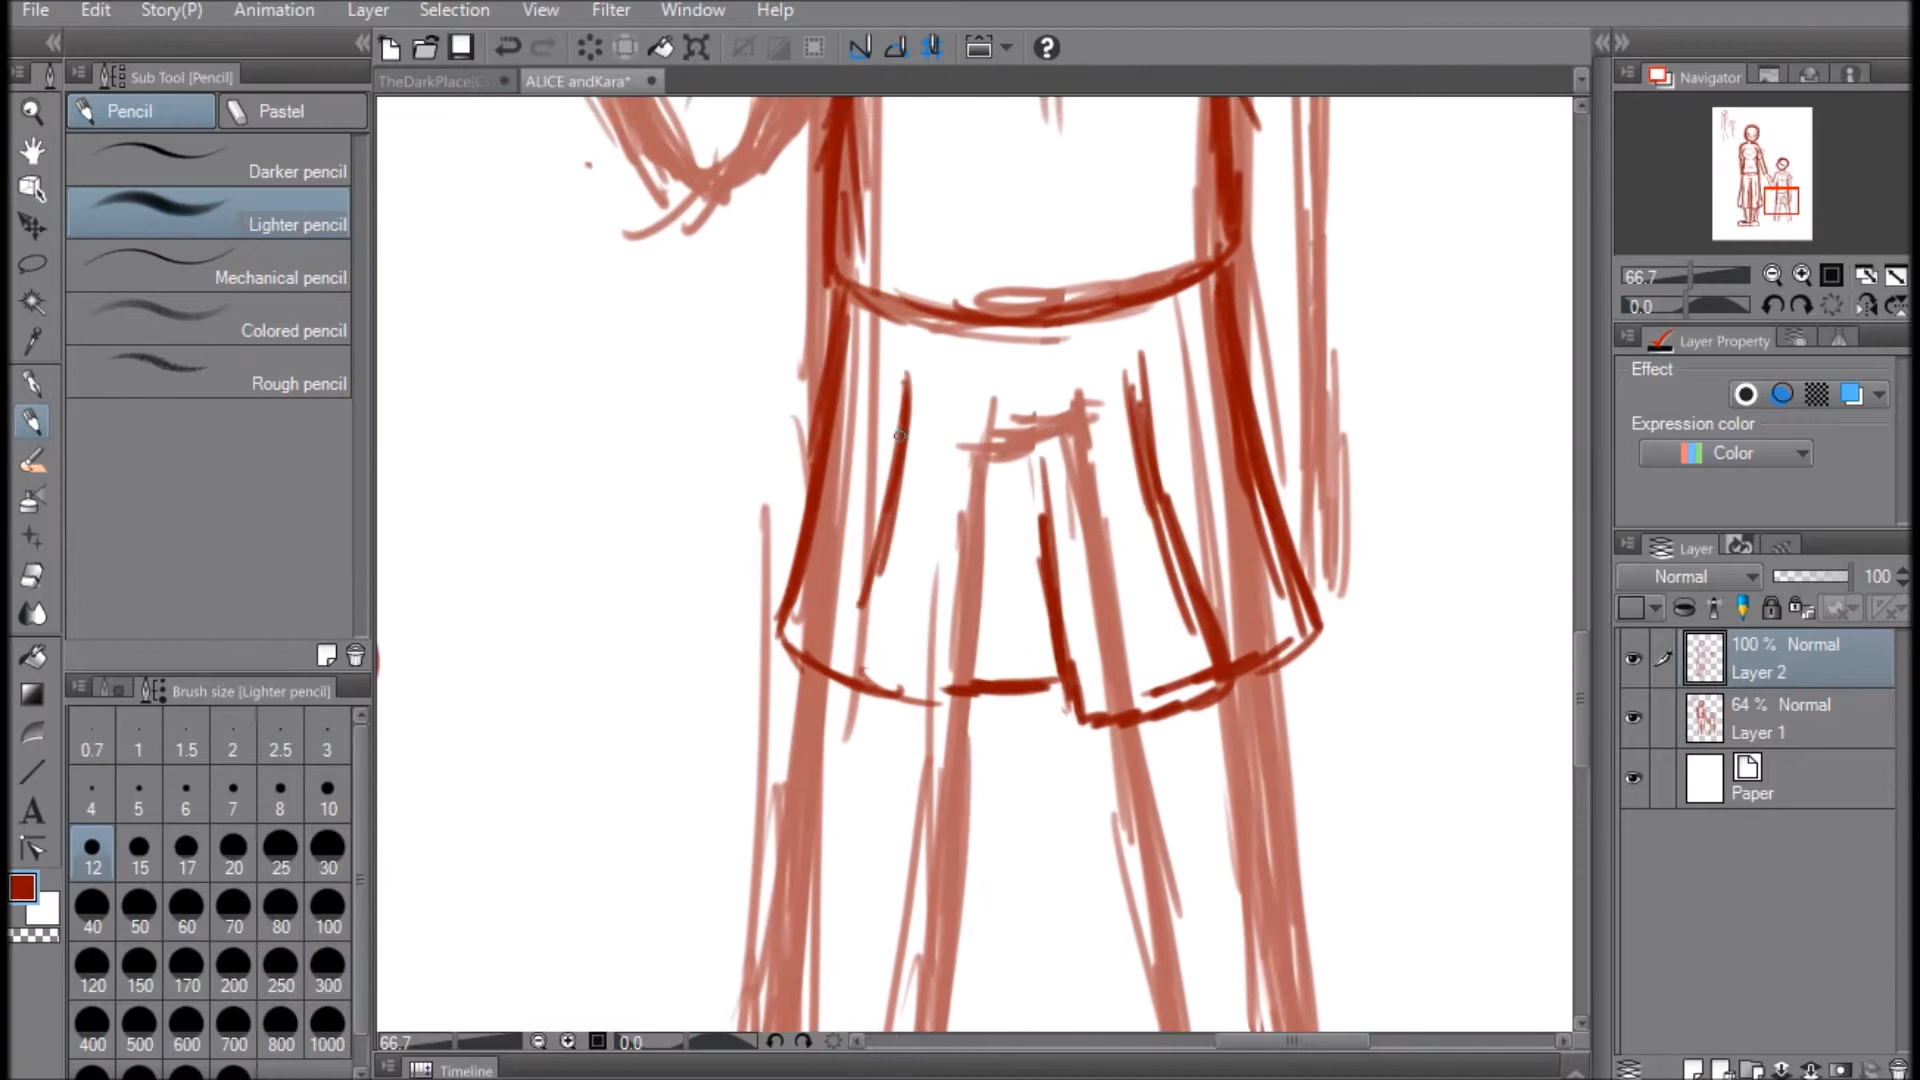 File Edit Story(P) Animation Layer Selection View Filter Window Help
Sub Tool [Pencil]
TheDarkPlace(C
ALICE andKara*
Navigator
Pencil
Pastel
Darker pencil
Lighter pencil
Mechanical pencil
Colored pencil
Rough pencil
66.7
0.0
Layer Property
Effect
Expression color
Color
Layer
Normal
100
100 % Normal
Layer 2
64 % Normal
Layer 1
Paper
Brush size [Lighter pencil]
0.7 1 1.5 2 2.5 3
4 5 6 7 8 10
12 15 17 20 25 30
40 50 60 70 80 100
120 150 170 200 250 300
400 500 600 700 800 1000
66.7 0.0
Timeline